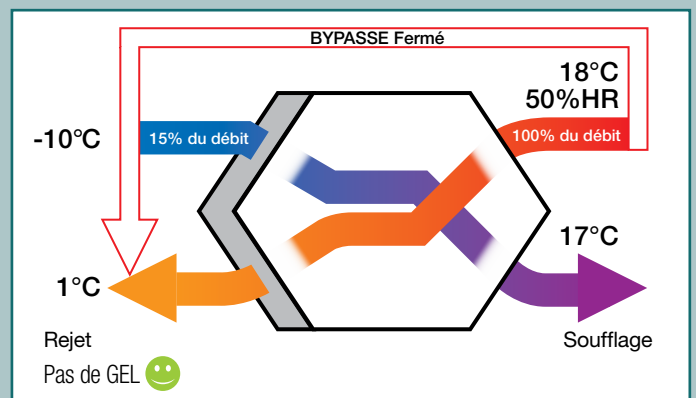 BYPASSE Fermé
18°C
50%HR
-10°C
15% du débit
100% du débit
17°C
1°C
Rejet
Soufflage
Pas de GEL